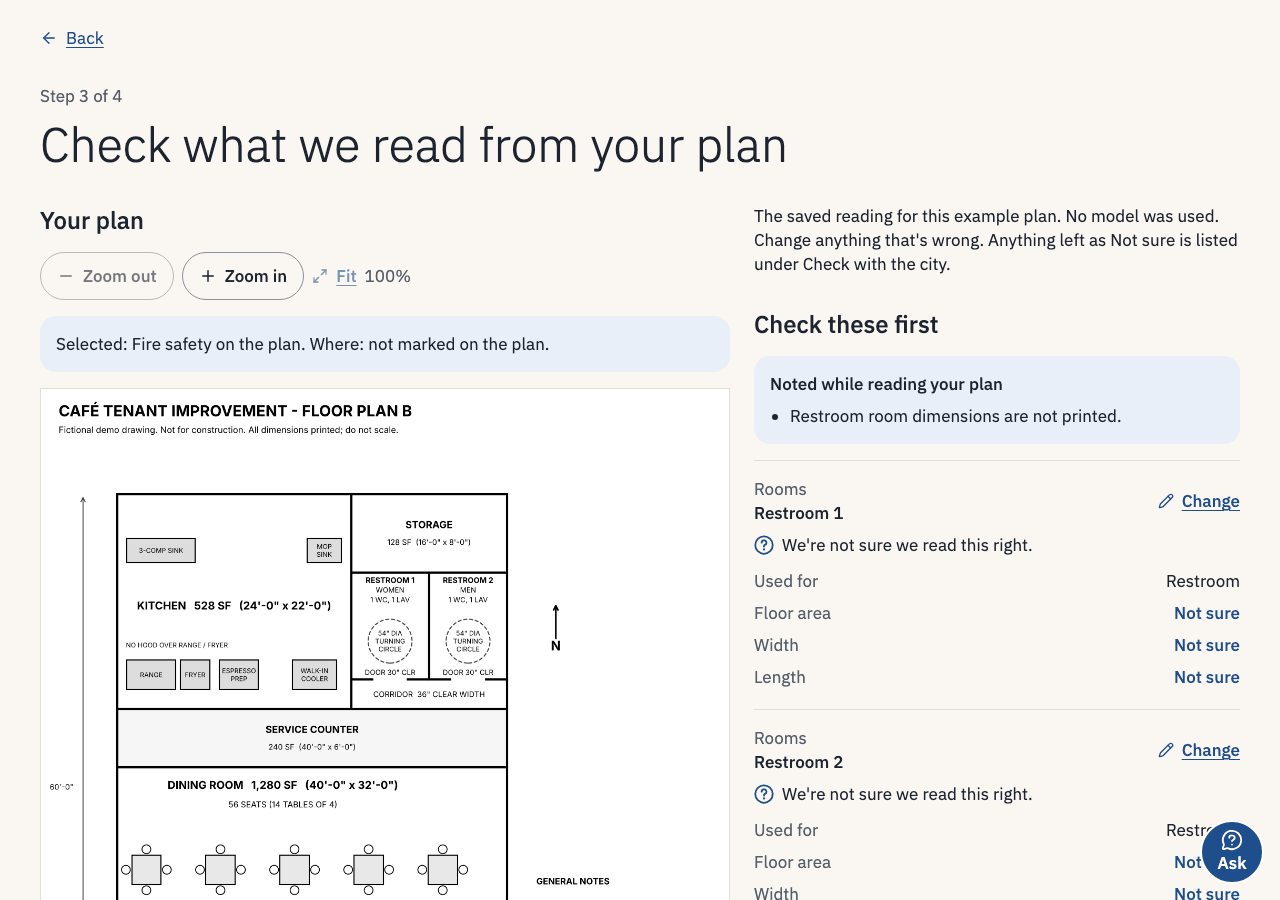 Back
Step 3 of 4
Check what we read from your plan
Your plan
Zoom out
Zoom in
Fit
100%
Selected: Fire safety on the plan. Where: not marked on the plan.
CAFÉ TENANT IMPROVEMENT - FLOOR PLAN B
Fictional demo drawing. Not for construction. All dimensions printed; do not scale.
STORAGE
128 SF (16'-0" x 8'-0")
3-COMP SINK
MOP
SINK
RESTROOM 1
WOMEN
1 WC, 1 LAV
RESTROOM 2
MEN
1 WC, 1 LAV
KITCHEN 528 SF (24'-0" x 22'-0")
54" DIA
TURNING
CIRCLE
54" DIA
TURNING
CIRCLE
N
NO HOOD OVER RANGE / FRYER
RANGE
FRYER
ESPRESSO
PREP
WALK-IN
COOLER
DOOR 30" CLR
DOOR 30" CLR
CORRIDOR 36" CLEAR WIDTH
SERVICE COUNTER
240 SF (40'-0" x 6'-0")
DINING ROOM 1,280 SF (40'-0" x 32'-0")
56 SEATS (14 TABLES OF 4)
60'-0"
GENERAL NOTES
The saved reading for this example plan. No model was used.
Change anything that's wrong. Anything left as Not sure is listed
under Check with the city.
Check these first
Noted while reading your plan
• Restroom room dimensions are not printed.
Rooms
Restroom 1
Change
We're not sure we read this right.
Used for Restroom
Floor area Not sure
Width Not sure
Length Not sure
Rooms
Restroom 2
Change
We're not sure we read this right.
Used for
Floor area Not
Width Not sure
Ask